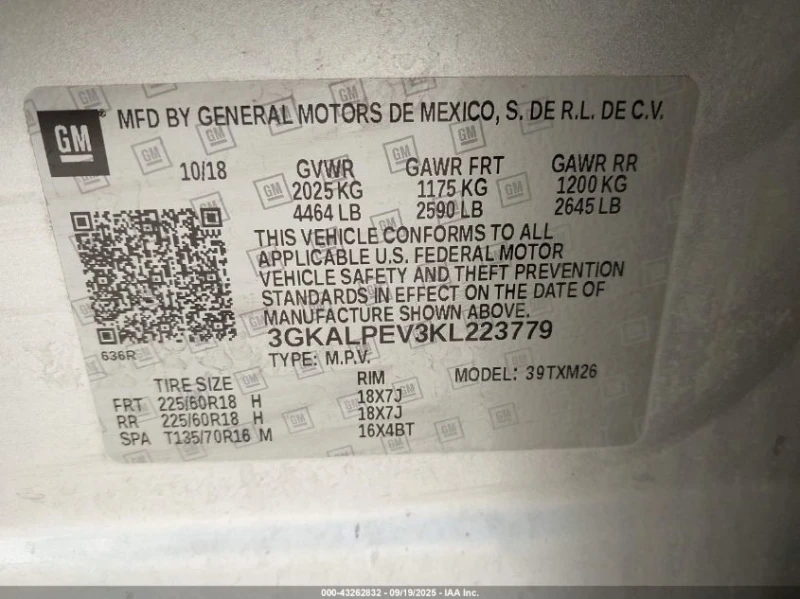 GM
MFD BY GENERAL MOTORS DE MEXICO, S. DE R.L. DE C.V.
10/18 GVWR GAWR FRT GAWR RR
2025 KG 1175 KG 1200 KG
4464 LB 2590 LB 2645 LB
THIS VEHICLE CONFORMS TO ALL
APPLICABLE U.S. FEDERAL MOTOR
VEHICLE SAFETY AND THEFT PREVENTION
STANDARDS IN EFFECT ON THE DATE OF
MANUFACTURE SHOWN ABOVE.
636R
3GKALPEV3KL223779
TYPE: M.P.V.
MODEL: 39TXM26
TIRE SIZE RIM
FRT 225/60R18 H 18X7J
RR 225/60R18 H 18X7J
SPA T135/70R16 M 16X4BT
000-43262832 - 09/19/2025 - IAA Inc.